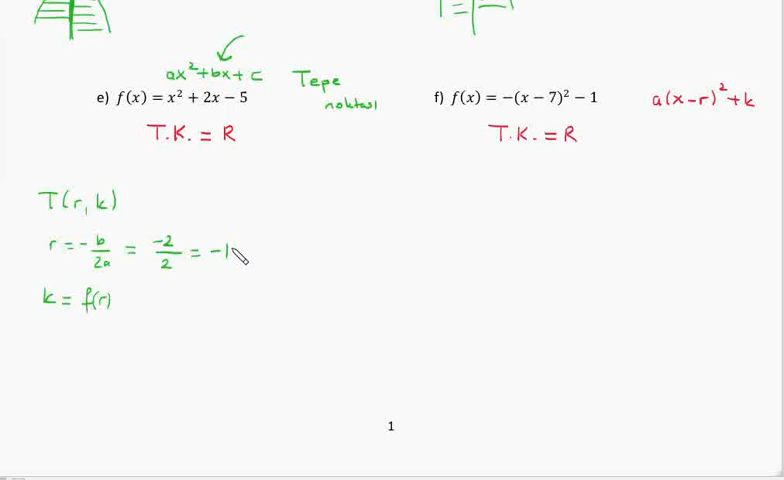 ax²+bx+c
Tepe
noktası
e) f(x) = x² + 2x − 5
T.K. = R
f) f(x) = −(x − 7)² − 1
a(x-r)²+k
T.K. = R
T(r, k)
r = - b/2a = -2/2 = -1
k = f(r)
1